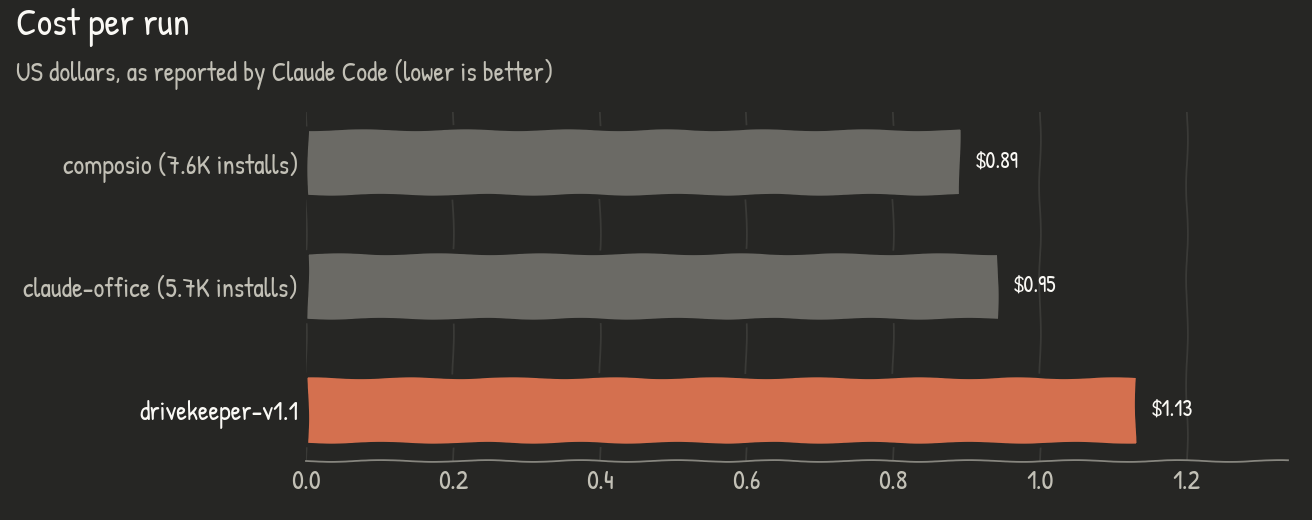 Cost per run
US dollars, as reported by Claude Code (lower is better)
composio (7.6K installs)
$0.89
claude-office (5.7K installs)
$0.95
drivekeeper-v1.1
$1.13
0.0
0.2
0.4
0.6
0.8
1.0
1.2